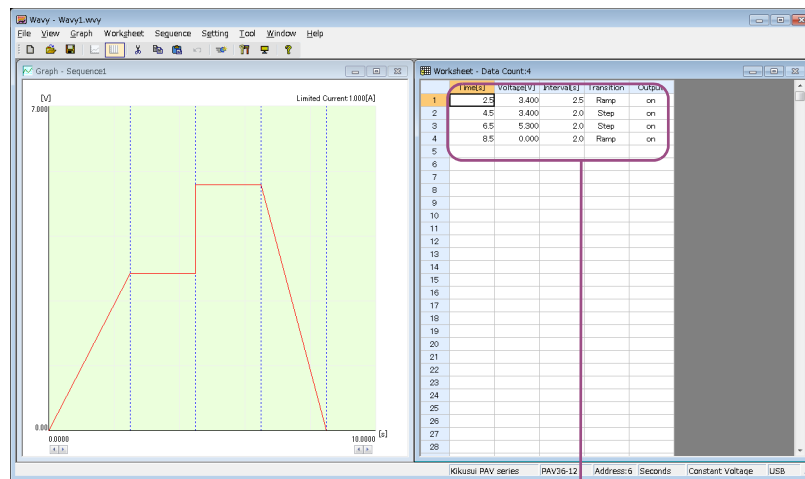 Wavy - Wavy1.wvy
File View Graph Worksheet Sequence Setting Tool Window Help
Graph - Sequence1
[V]
Limited Current:1.000[A]
7.000
0.00
0.0000
10.0000
[s]
Worksheet - Data Count:4
Time[s] Voltage[V] Interval[s] Transition Output
1 2.5 3.400 2.5 Ramp on
2 4.5 3.400 2.0 Step on
3 6.5 5.300 2.0 Step on
4 8.5 0.000 2.0 Ramp on
5
6
7
8
9
10
11
12
13
14
15
16
17
18
19
20
21
22
23
24
25
26
27
28
Kikusui PAV series PAV36-12 Address:6 Seconds Constant Voltage USB